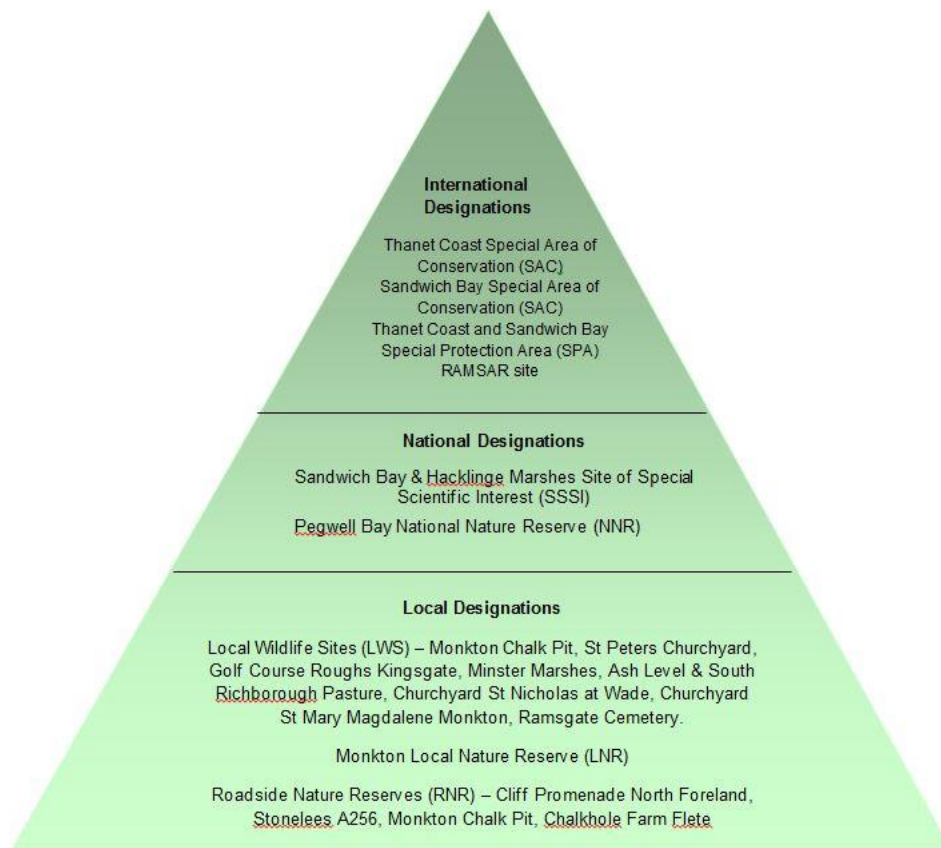 International
Designations
Thanet Coast Special Area of
Conservation (SAC)
Sandwich Bay Special Area of
Conservation (SAC)
Thanet Coast and Sandwich Bay
Special Protection Area (SPA)
RAMSAR site
National Designations
Sandwich Bay & Hacklinge Marshes Site of Special
Scientific Interest (SSSI)
Pegwell Bay National Nature Reserve (NNR)
Local Designations
Local Wildlife Sites (LWS) – Monkton Chalk Pit, St Peters Churchyard,
Golf Course Roughs Kingsgate, Minster Marshes, Ash Level & South
Richborough Pasture, Churchyard St Nicholas at Wade, Churchyard
St Mary Magdalene Monkton, Ramsgate Cemetery.
Monkton Local Nature Reserve (LNR)
Roadside Nature Reserves (RNR) – Cliff Promenade North Foreland,
Stonelees A256, Monkton Chalk Pit, Chalkhole Farm Flete